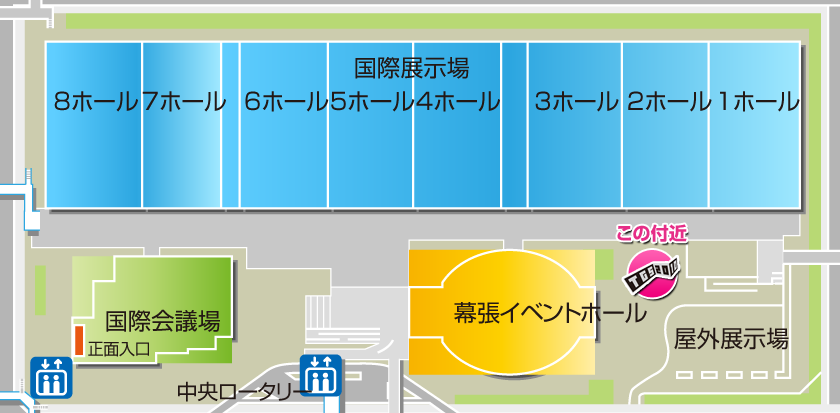 国際展示場
8ホール 7ホール 6ホール 5ホール 4ホール 3ホール 2ホール 1ホール
この付近
幕張イベントホール
国際会議場
正面入口
屋外展示場
中央ロータリー